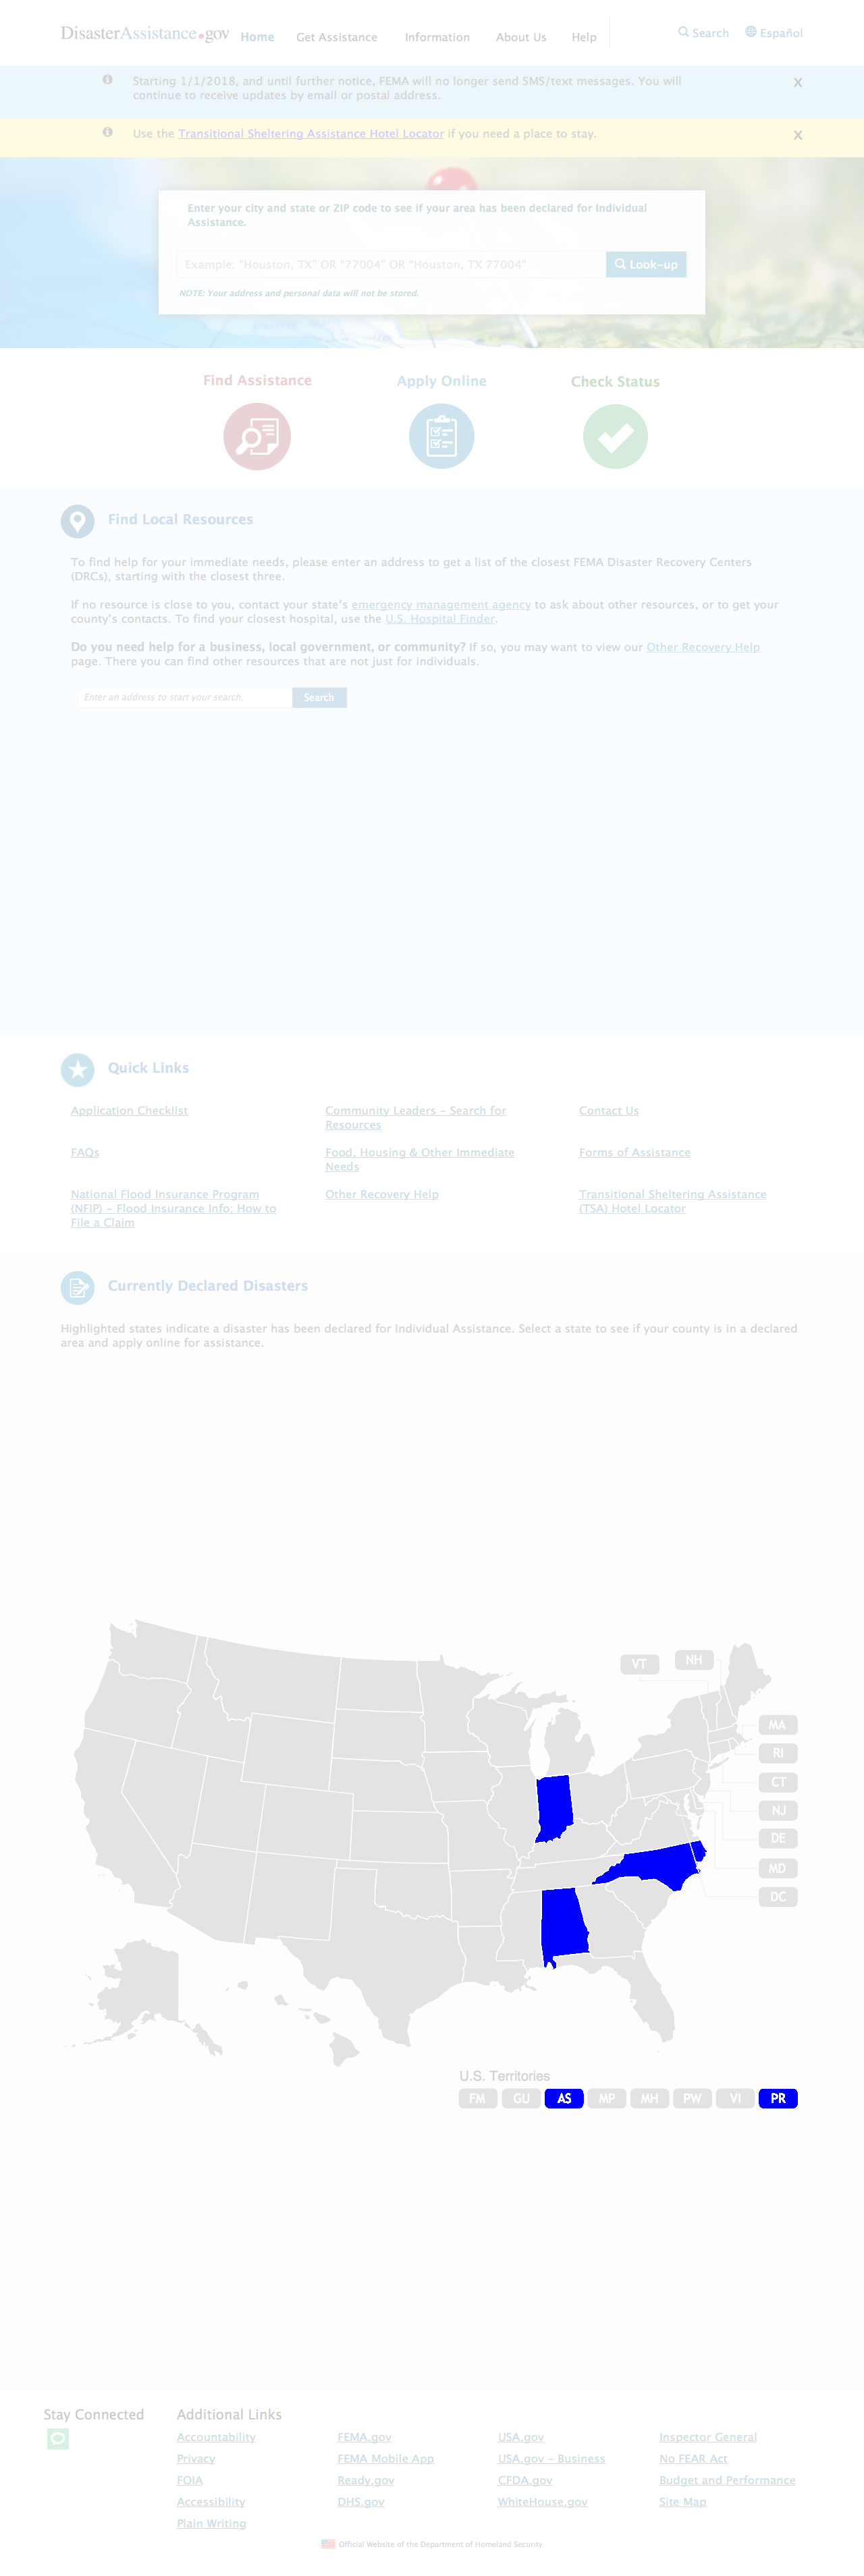 DisasterAssistance.gov Home Get Assistance Information About Us Help Search Español
Starting 1/1/2018, and until further notice, FEMA will no longer send SMS/text messages. You will
continue to receive updates by email or postal address.
X
Use the Transitional Sheltering Assistance Hotel Locator if you need a place to stay.
X
Enter your city and state or ZIP code to see if your area has been declared for Individual
Assistance.
Example: "Houston, TX" OR "77004" OR "Houston, TX 77004"
Look-up
NOTE: Your address and personal data will not be stored.
Find Assistance Apply Online Check Status
Find Local Resources
To find help for your immediate needs, please enter an address to get a list of the closest FEMA Disaster Recovery Centers
(DRCs), starting with the closest three.
If no resource is close to you, contact your state's emergency management agency to ask about other resources, or to get your
county's contacts. To find your closest hospital, use the U.S. Hospital Finder.
Do you need help for a business, local government, or community? If so, you may want to view our Other Recovery Help
page. There you can find other resources that are not just for individuals.
Enter an address to start your search. Search
Quick Links
Application Checklist
Community Leaders - Search for
Resources
Contact Us
FAQs
Food, Housing & Other Immediate
Needs
Forms of Assistance
National Flood Insurance Program
(NFIP) - Flood Insurance Info: How to
File a Claim
Other Recovery Help
Transitional Sheltering Assistance
(TSA) Hotel Locator
Currently Declared Disasters
Highlighted states indicate a disaster has been declared for Individual Assistance. Select a state to see if your county is in a declared
area and apply online for assistance.
VT NH
MA
RI
CT
NJ
DE
MD
DC
U.S. Territories
FM GU AS MP MH PW VI PR
Stay Connected
Additional Links
Accountability FEMA.gov USA.gov Inspector General
Privacy FEMA Mobile App USA.gov - Business No FEAR Act
FOIA Ready.gov CFDA.gov Budget and Performance
Accessibility DHS.gov WhiteHouse.gov Site Map
Plain Writing
Official Website of the Department of Homeland Security